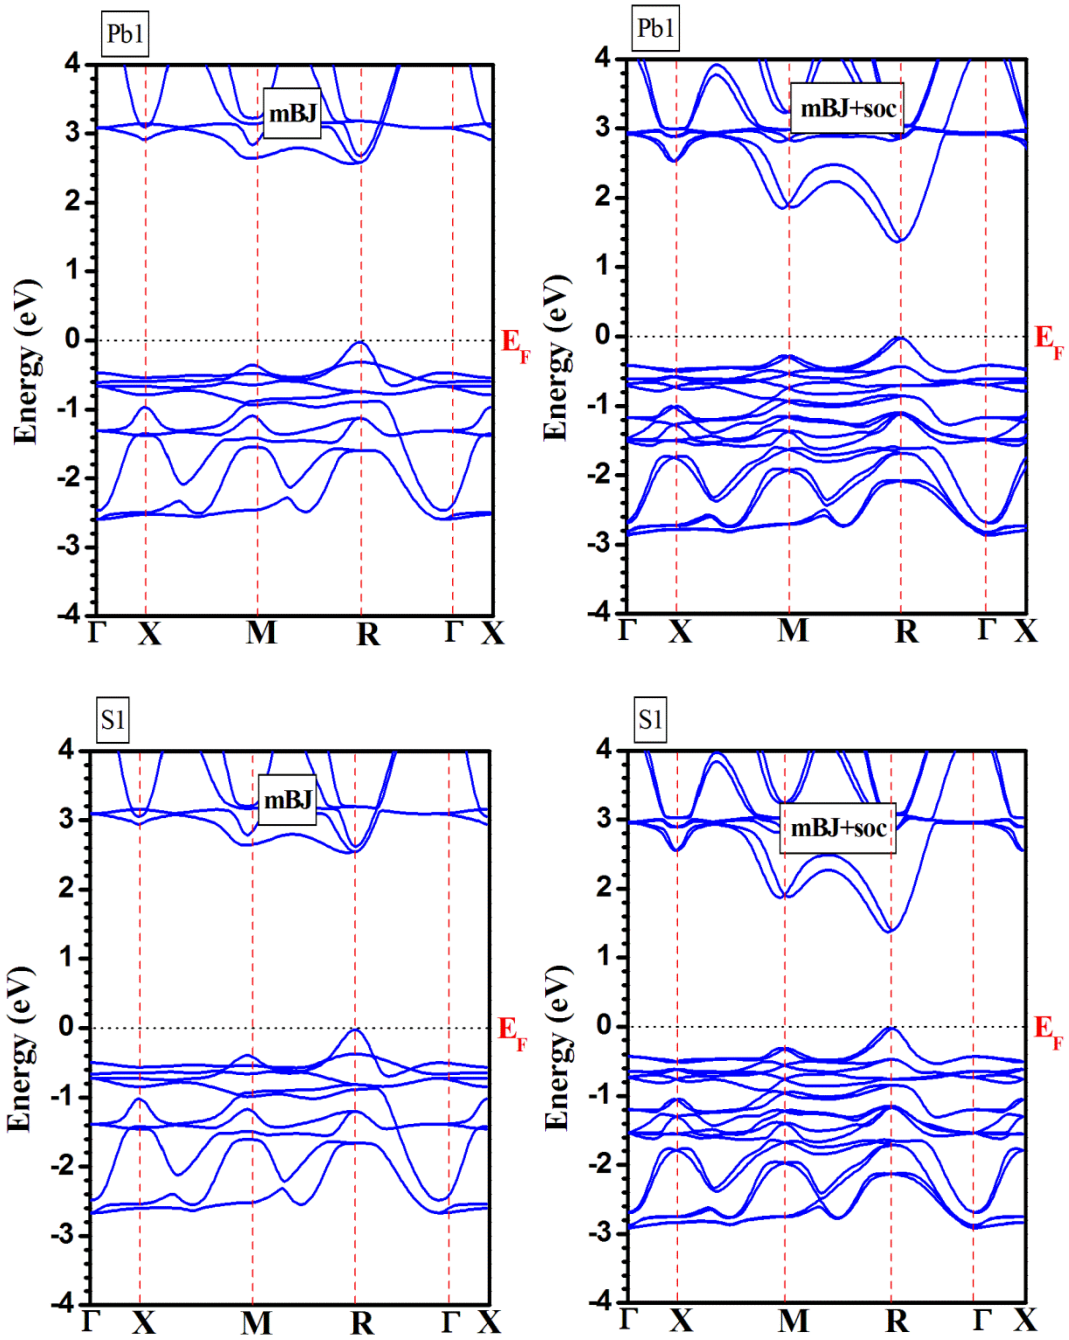 Pb1
mBJ
4
3
2
1
0
-1
-2
-3
-4
Energy (eV)
E_F
Γ X M R Γ X
Pb1
mBJ+soc
4
3
2
1
0
-1
-2
-3
-4
Energy (eV)
E_F
Γ X M R Γ X
S1
mBJ
4
3
2
1
0
-1
-2
-3
-4
Energy (eV)
E_F
Γ X M R Γ X
S1
mBJ+soc
4
3
2
1
0
-1
-2
-3
-4
Energy (eV)
E_F
Γ X M R Γ X